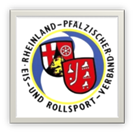 RHEINLAND-PFÄLZISCHER
EIS-UND ROLLSPORT-VERBAND